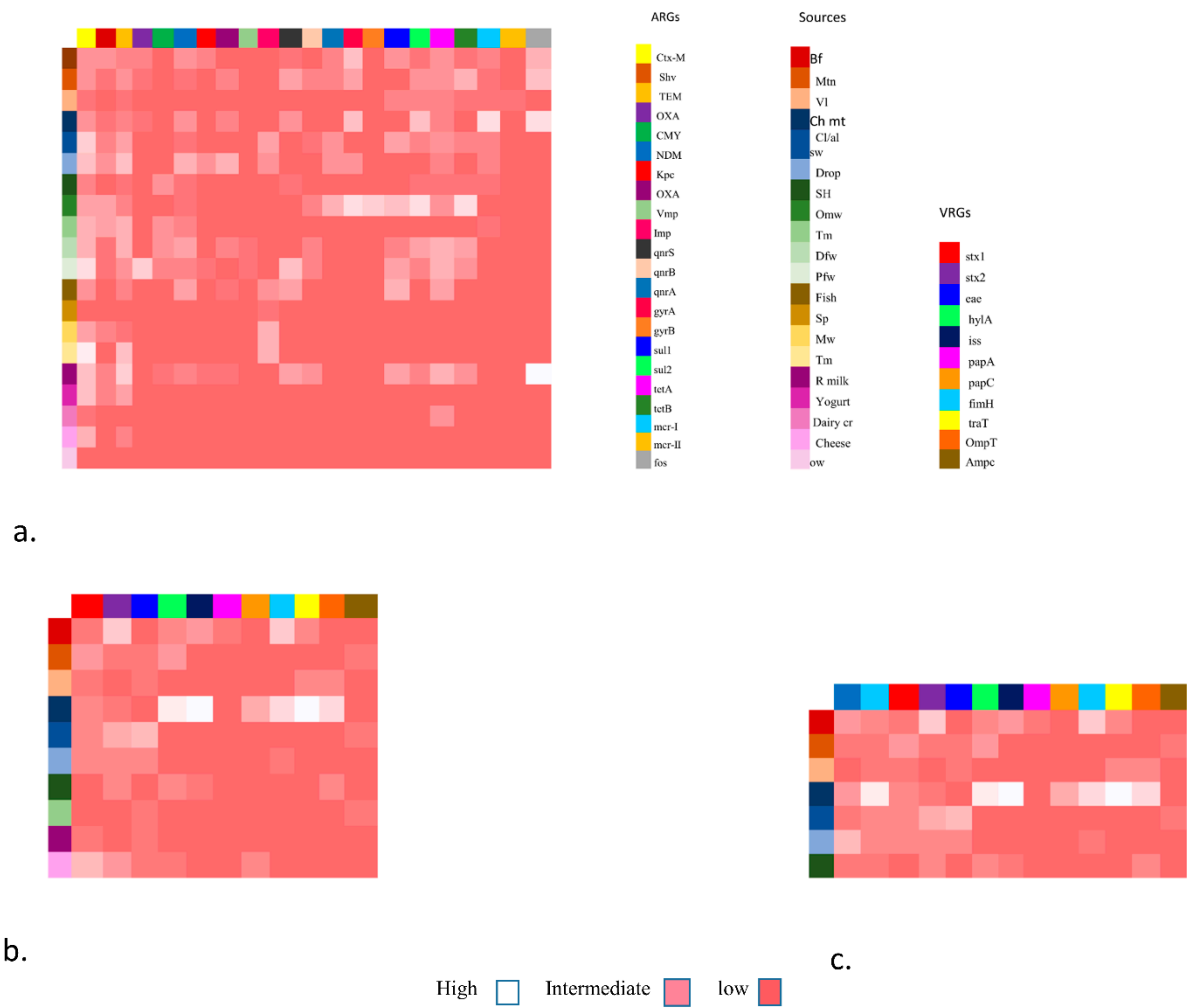 ARGs
Ctx-M
Shv
TEM
OXA
CMY
NDM
Kpc
OXA
Vmp
Imp
qnrS
qnrB
qnrA
gyrA
gyrB
sul1
sul2
tetA
tetB
mcr-I
mcr-II
fos
Sources
Bf
Mtn
Vl
Ch mt
Cl/al
sw
Drop
SH
Omw
Tm
Dfw
Pfw
Fish
Sp
Mw
Tm
R milk
Yogurt
Dairy cr
Cheese
ow
VRGs
stx1
stx2
eae
hylA
iss
papA
papC
fimH
traT
OmpT
Ampc
a.
b.
c.
High Intermediate low